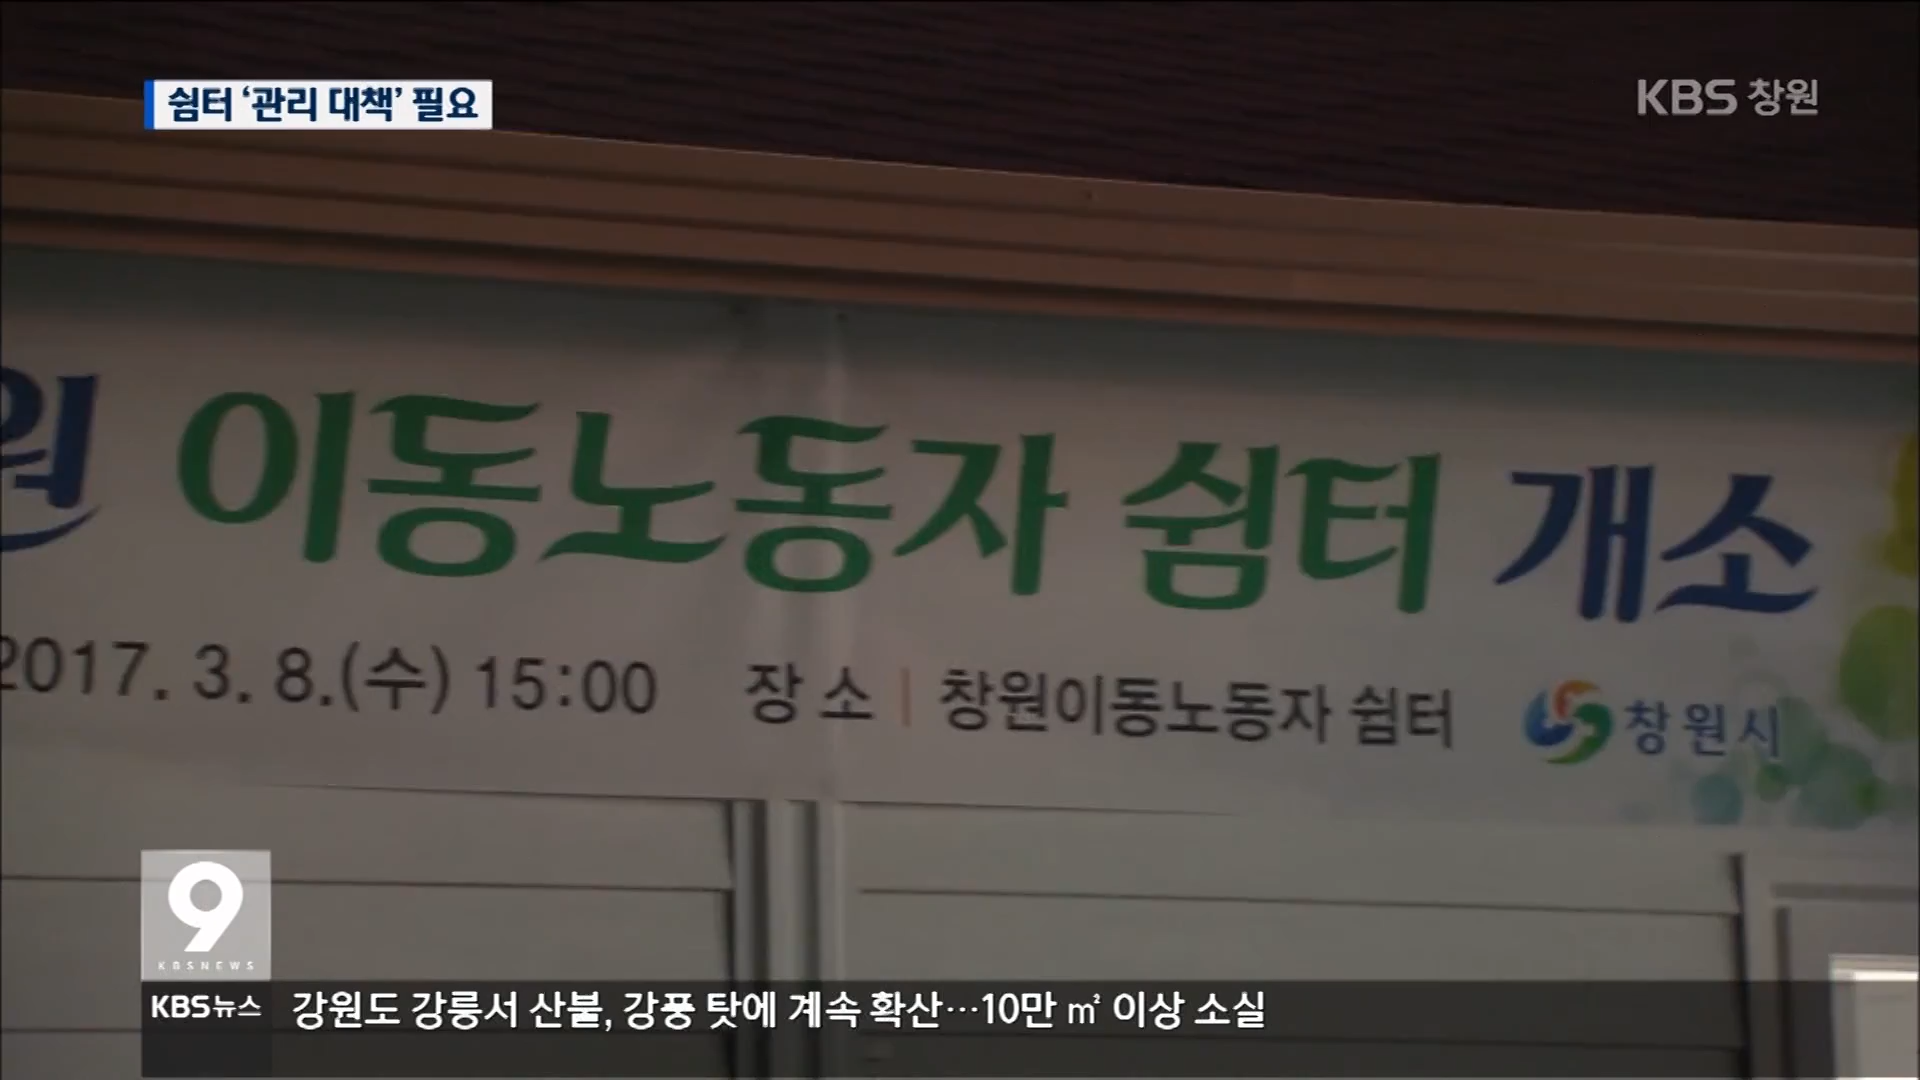 쉼터 ‘관리 대책’ 필요
KBS 창원
원 이동노동자 쉼터 개소
2017. 3. 8.(수) 15:00 장 소 | 창원이동노동자 쉼터 창원시
9
KBSNEWS
KBS뉴스 강원도 강릉서 산불, 강풍 탓에 계속 확산…10만 ㎡ 이상 소실